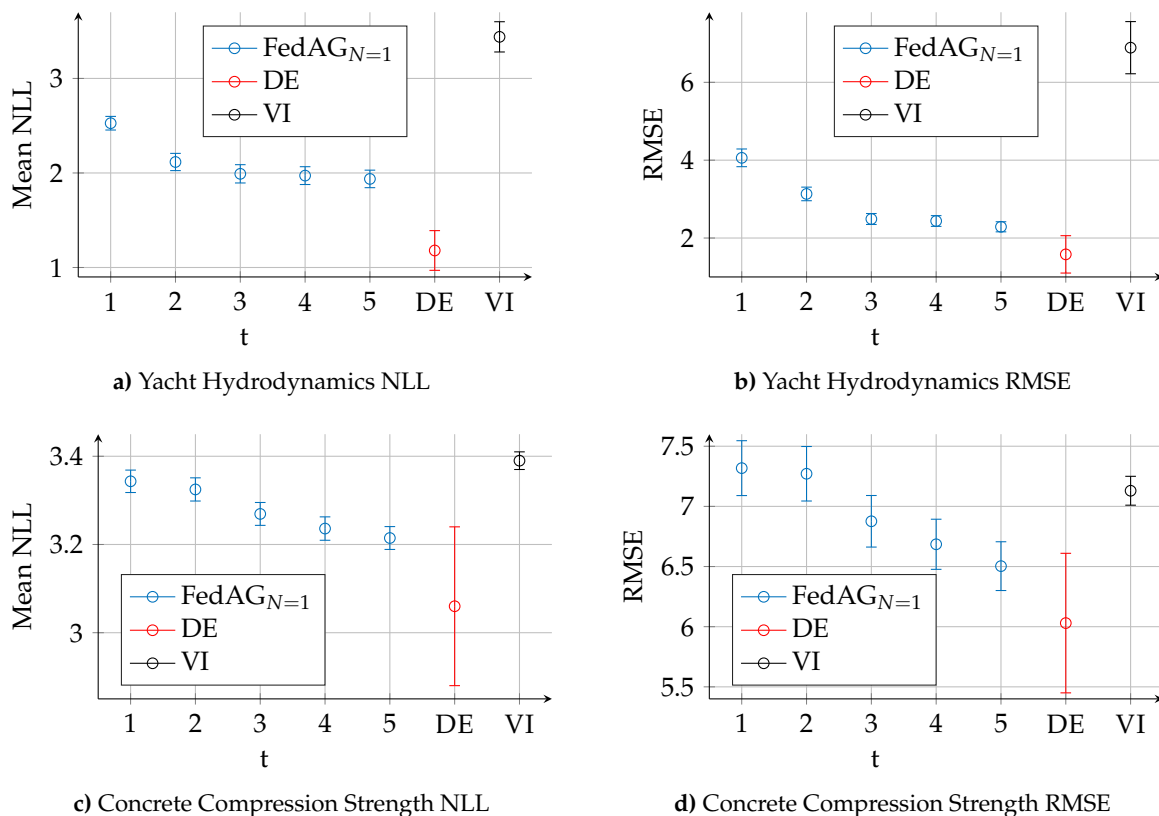 FedAG_{N=1}
DE
VI
3
2
1
Mean NLL
1 2 3 4 5 DE VI
t
a) Yacht Hydrodynamics NLL
FedAG_{N=1}
DE
VI
6
4
2
RMSE
1 2 3 4 5 DE VI
t
b) Yacht Hydrodynamics RMSE
3.4
3.2
3
Mean NLL
FedAG_{N=1}
DE
VI
1 2 3 4 5 DE VI
t
c) Concrete Compression Strength NLL
7.5
7
6.5
6
5.5
RMSE
FedAG_{N=1}
DE
VI
1 2 3 4 5 DE VI
t
d) Concrete Compression Strength RMSE